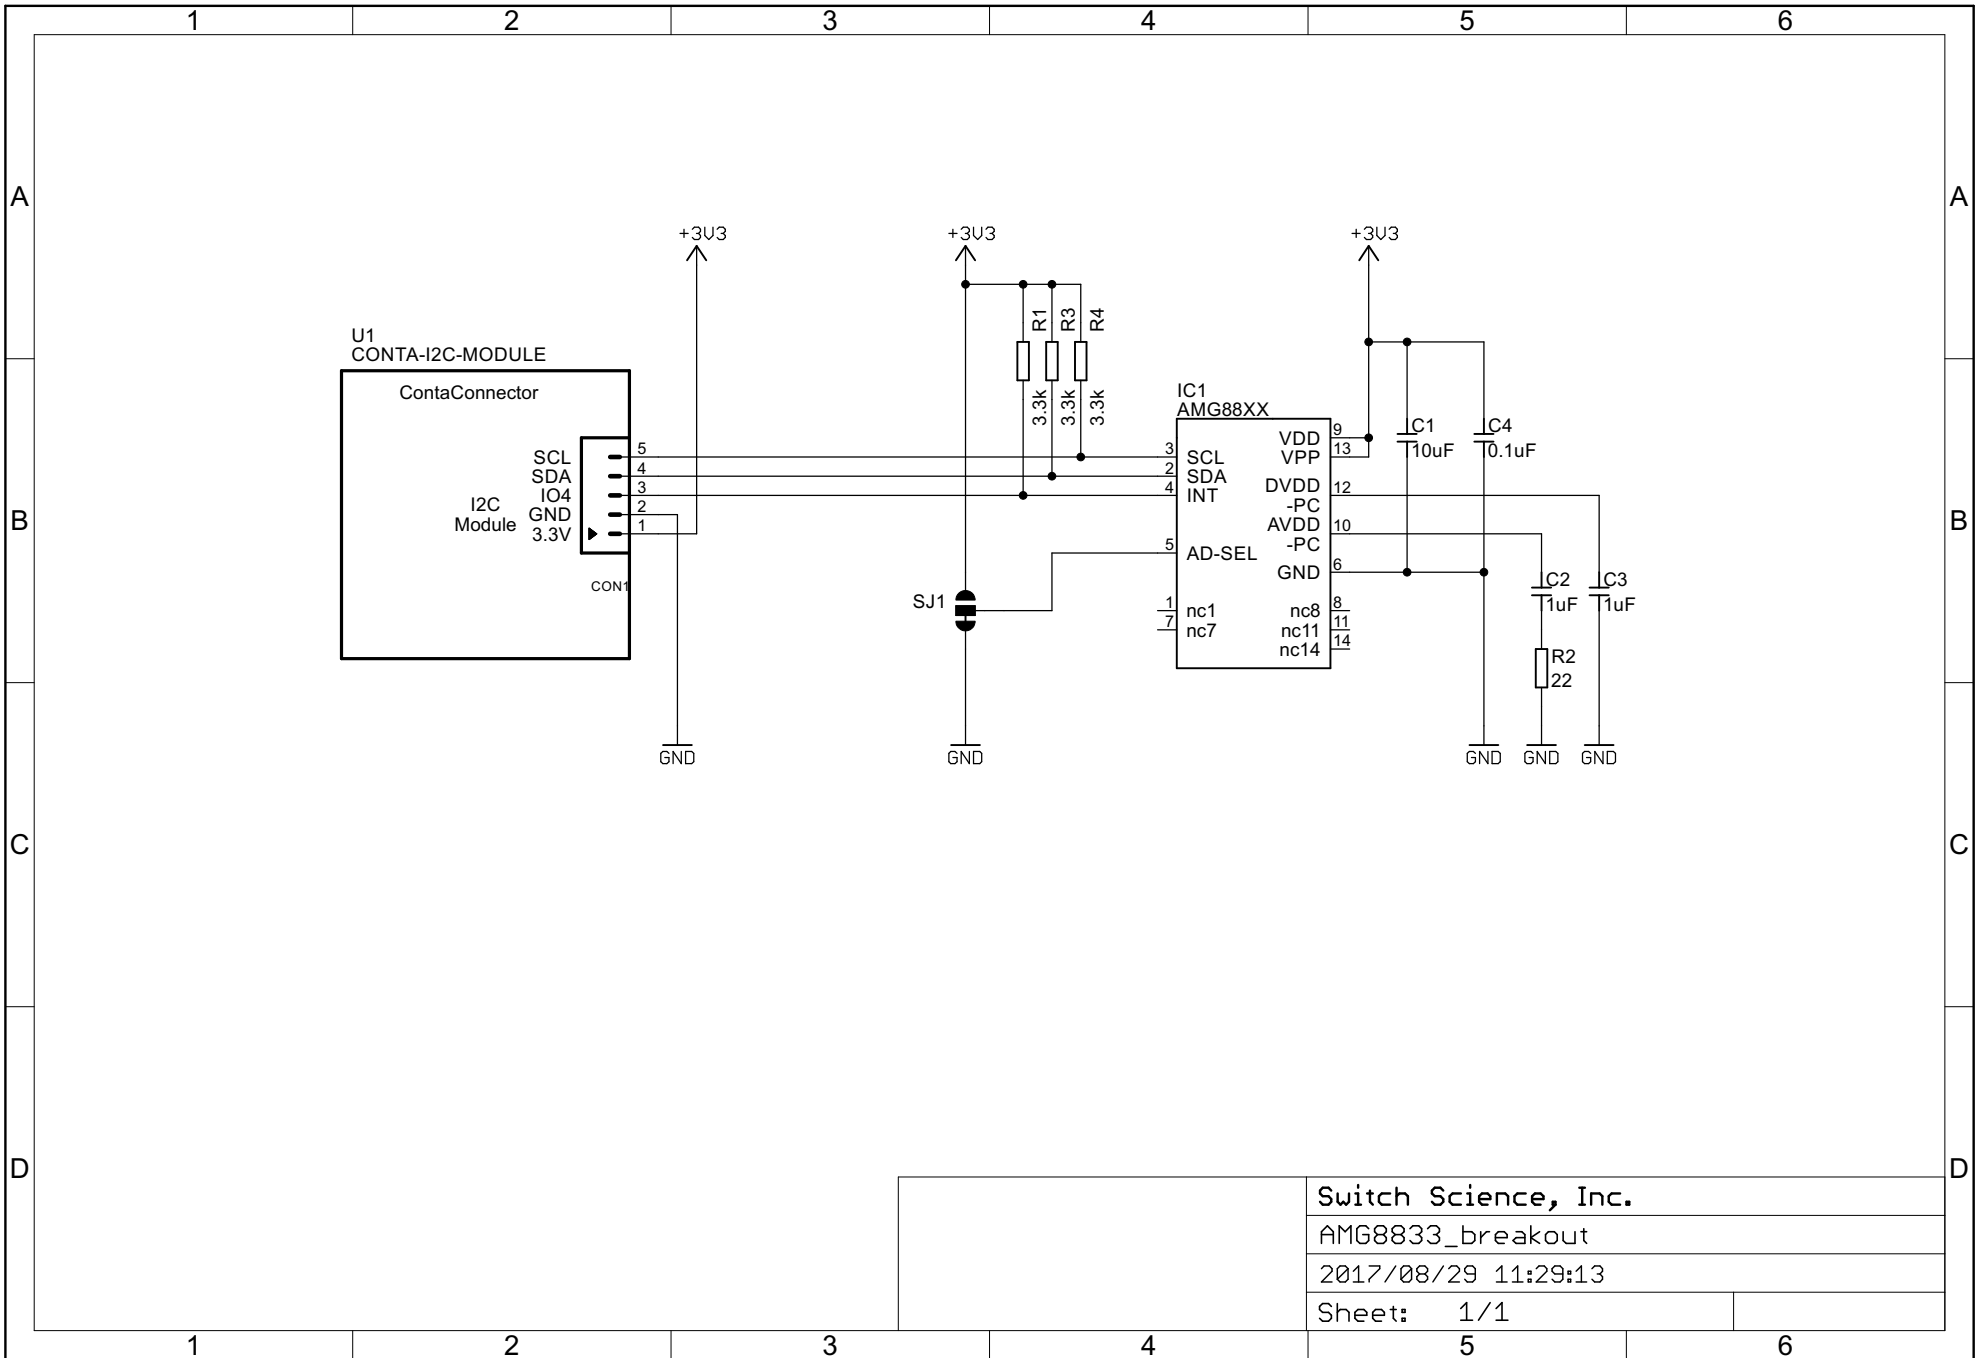 1 2 3 4 5 6
A A
+3V3 +3V3 +3V3
U1
CONTA-I2C-MODULE
ContaConnector
SCL 5
SDA 4
IO4 3
GND 2
3.3V 1
I2C
Module
CON1
GND
R1 R3 R4
3.3k 3.3k 3.3k
SJ1
GND
IC1
AMG88XX
3 SCL
2 SDA
4 INT
5 AD-SEL
1 nc1
7 nc7
VDD 9
VPP 13
DVDD 12
-PC
AVDD 10
-PC
GND 6
nc8 8
nc11 11
nc14 14
C1
10uF
C4
0.1uF
C2
1uF
C3
1uF
R2
22
GND GND GND
B B
C C
D D
Switch Science, Inc.
AMG8833_breakout
2017/08/29 11:29:13
Sheet: 1/1
1 2 3 4 5 6